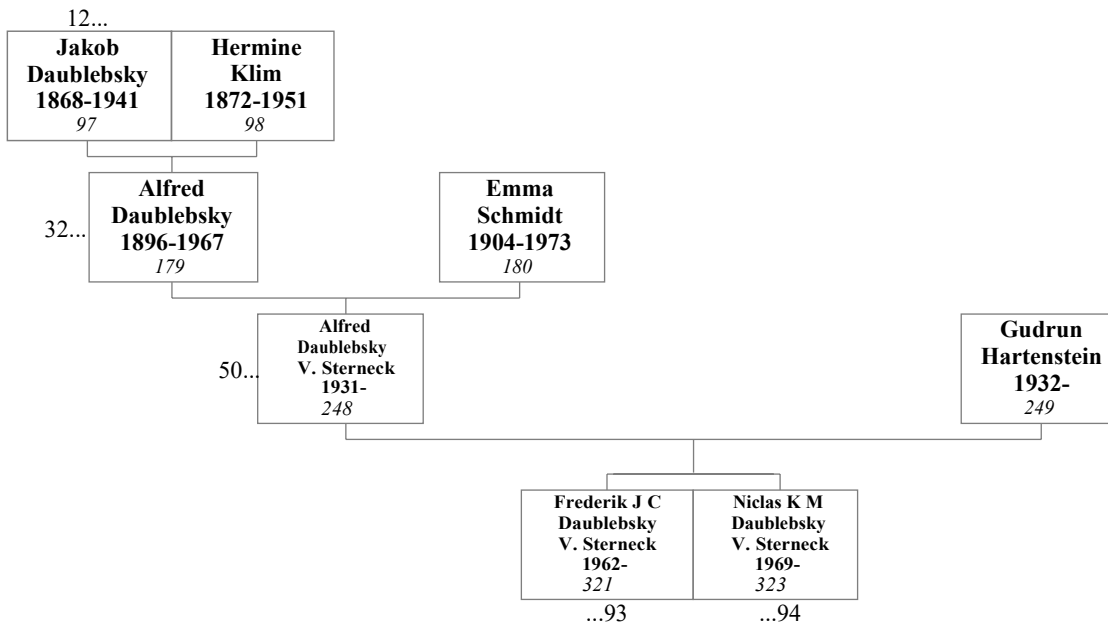 12...
Jakob
Daublebsky
1868-1941
97
Hermine
Klim
1872-1951
98
32...
Alfred
Daublebsky
1896-1967
179
Emma
Schmidt
1904-1973
180
50...
Alfred
Daublebsky
V. Sterneck
1931-
248
Gudrun
Hartenstein
1932-
249
Frederik J C
Daublebsky
V. Sterneck
1962-
321
Niclas K M
Daublebsky
V. Sterneck
1969-
323
...93
...94